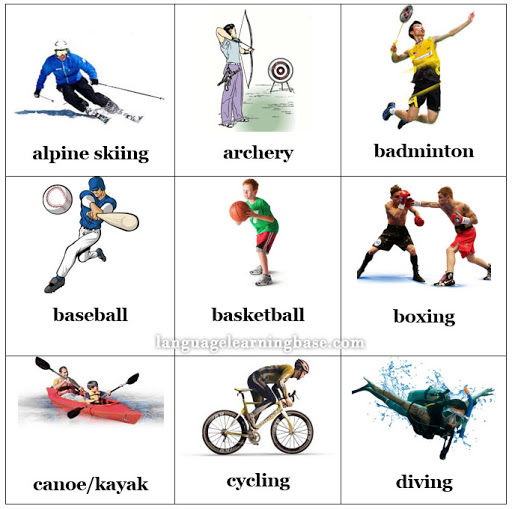 alpine skiing
archery
badminton
baseball
basketball
boxing
languagelearningbase.com
canoe/kayak
cycling
diving